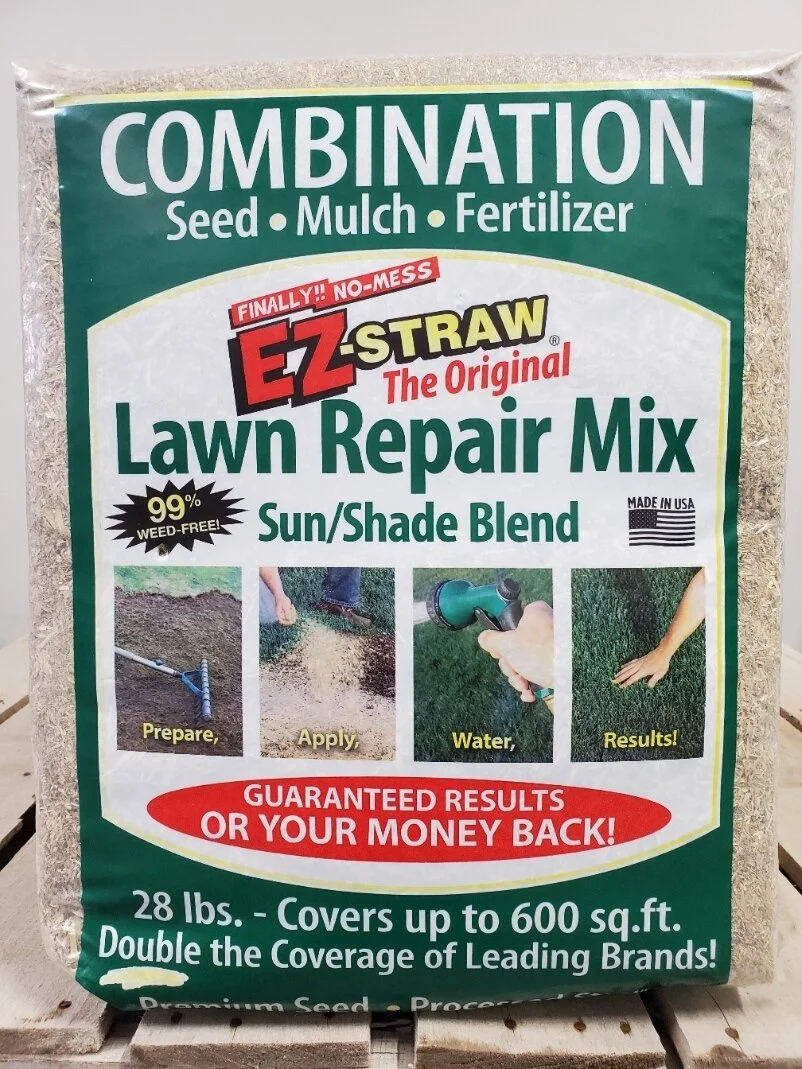 COMBINATION
Seed • Mulch • Fertilizer
FINALLY!! NO-MESS
EZ-STRAW®
The Original
Lawn Repair Mix
99%
WEED-FREE!
Sun/Shade Blend
MADE IN USA
Prepare,
Apply,
Water,
Results!
GUARANTEED RESULTS
OR YOUR MONEY BACK!
28 lbs. - Covers up to 600 sq.ft.
Double the Coverage of Leading Brands!
Premium Seed •